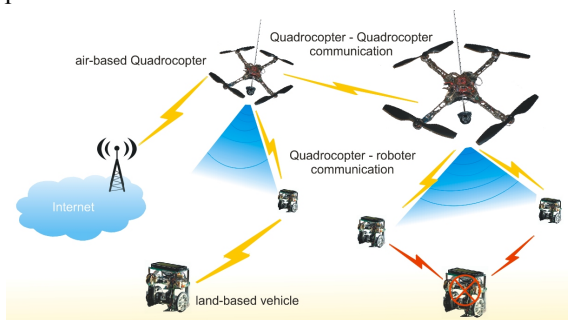 Quadrocopter - Quadrocopter
communication
air-based Quadrocopter
Quadrocopter - roboter
communication
Internet
land-based vehicle